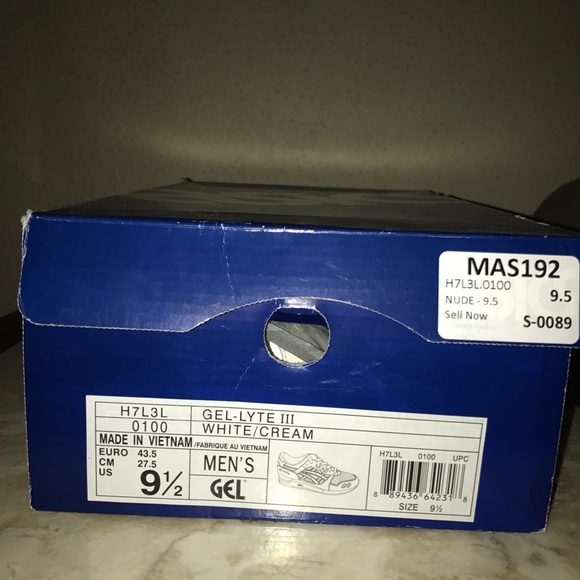 MAS192
H7L3L.0100
9.5
NUDE - 9.5
Sell Now
S-0089
H7L3L
GEL-LYTE III
0100
WHITE/CREAM
MADE IN VIETNAM /FABRIQUE AU VIETNAM
EURO 43.5
CM 27.5
US 9½
MEN'S
GEL
H7L3L 0100 UPC
8 89436 64231 8
SIZE 9½